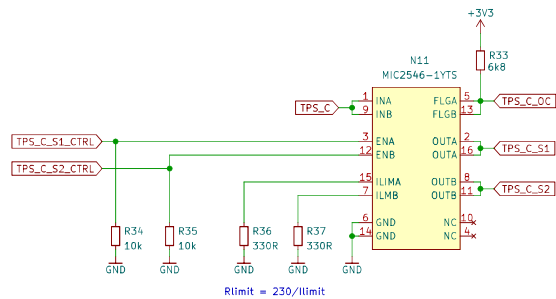 +3V3
N11
MIC2546-1YTS
R33
6k8
TPS_C
1 INA FLGA 5 TPS_C_OC
9 INB FLGB 13
TPS_C_S1_CTRL 3 ENA OUTA 2 TPS_C_S1
TPS_C_S2_CTRL 12 ENB OUTA 16
15 ILIMA OUTB 8 TPS_C_S2
7 ILMB OUTB 11
6 GND NC 10
14 GND NC 4
R34 R35 R36 R37
10k 10k 330R 330R
GND GND GND GND GND
Rlimit = 230/Ilimit